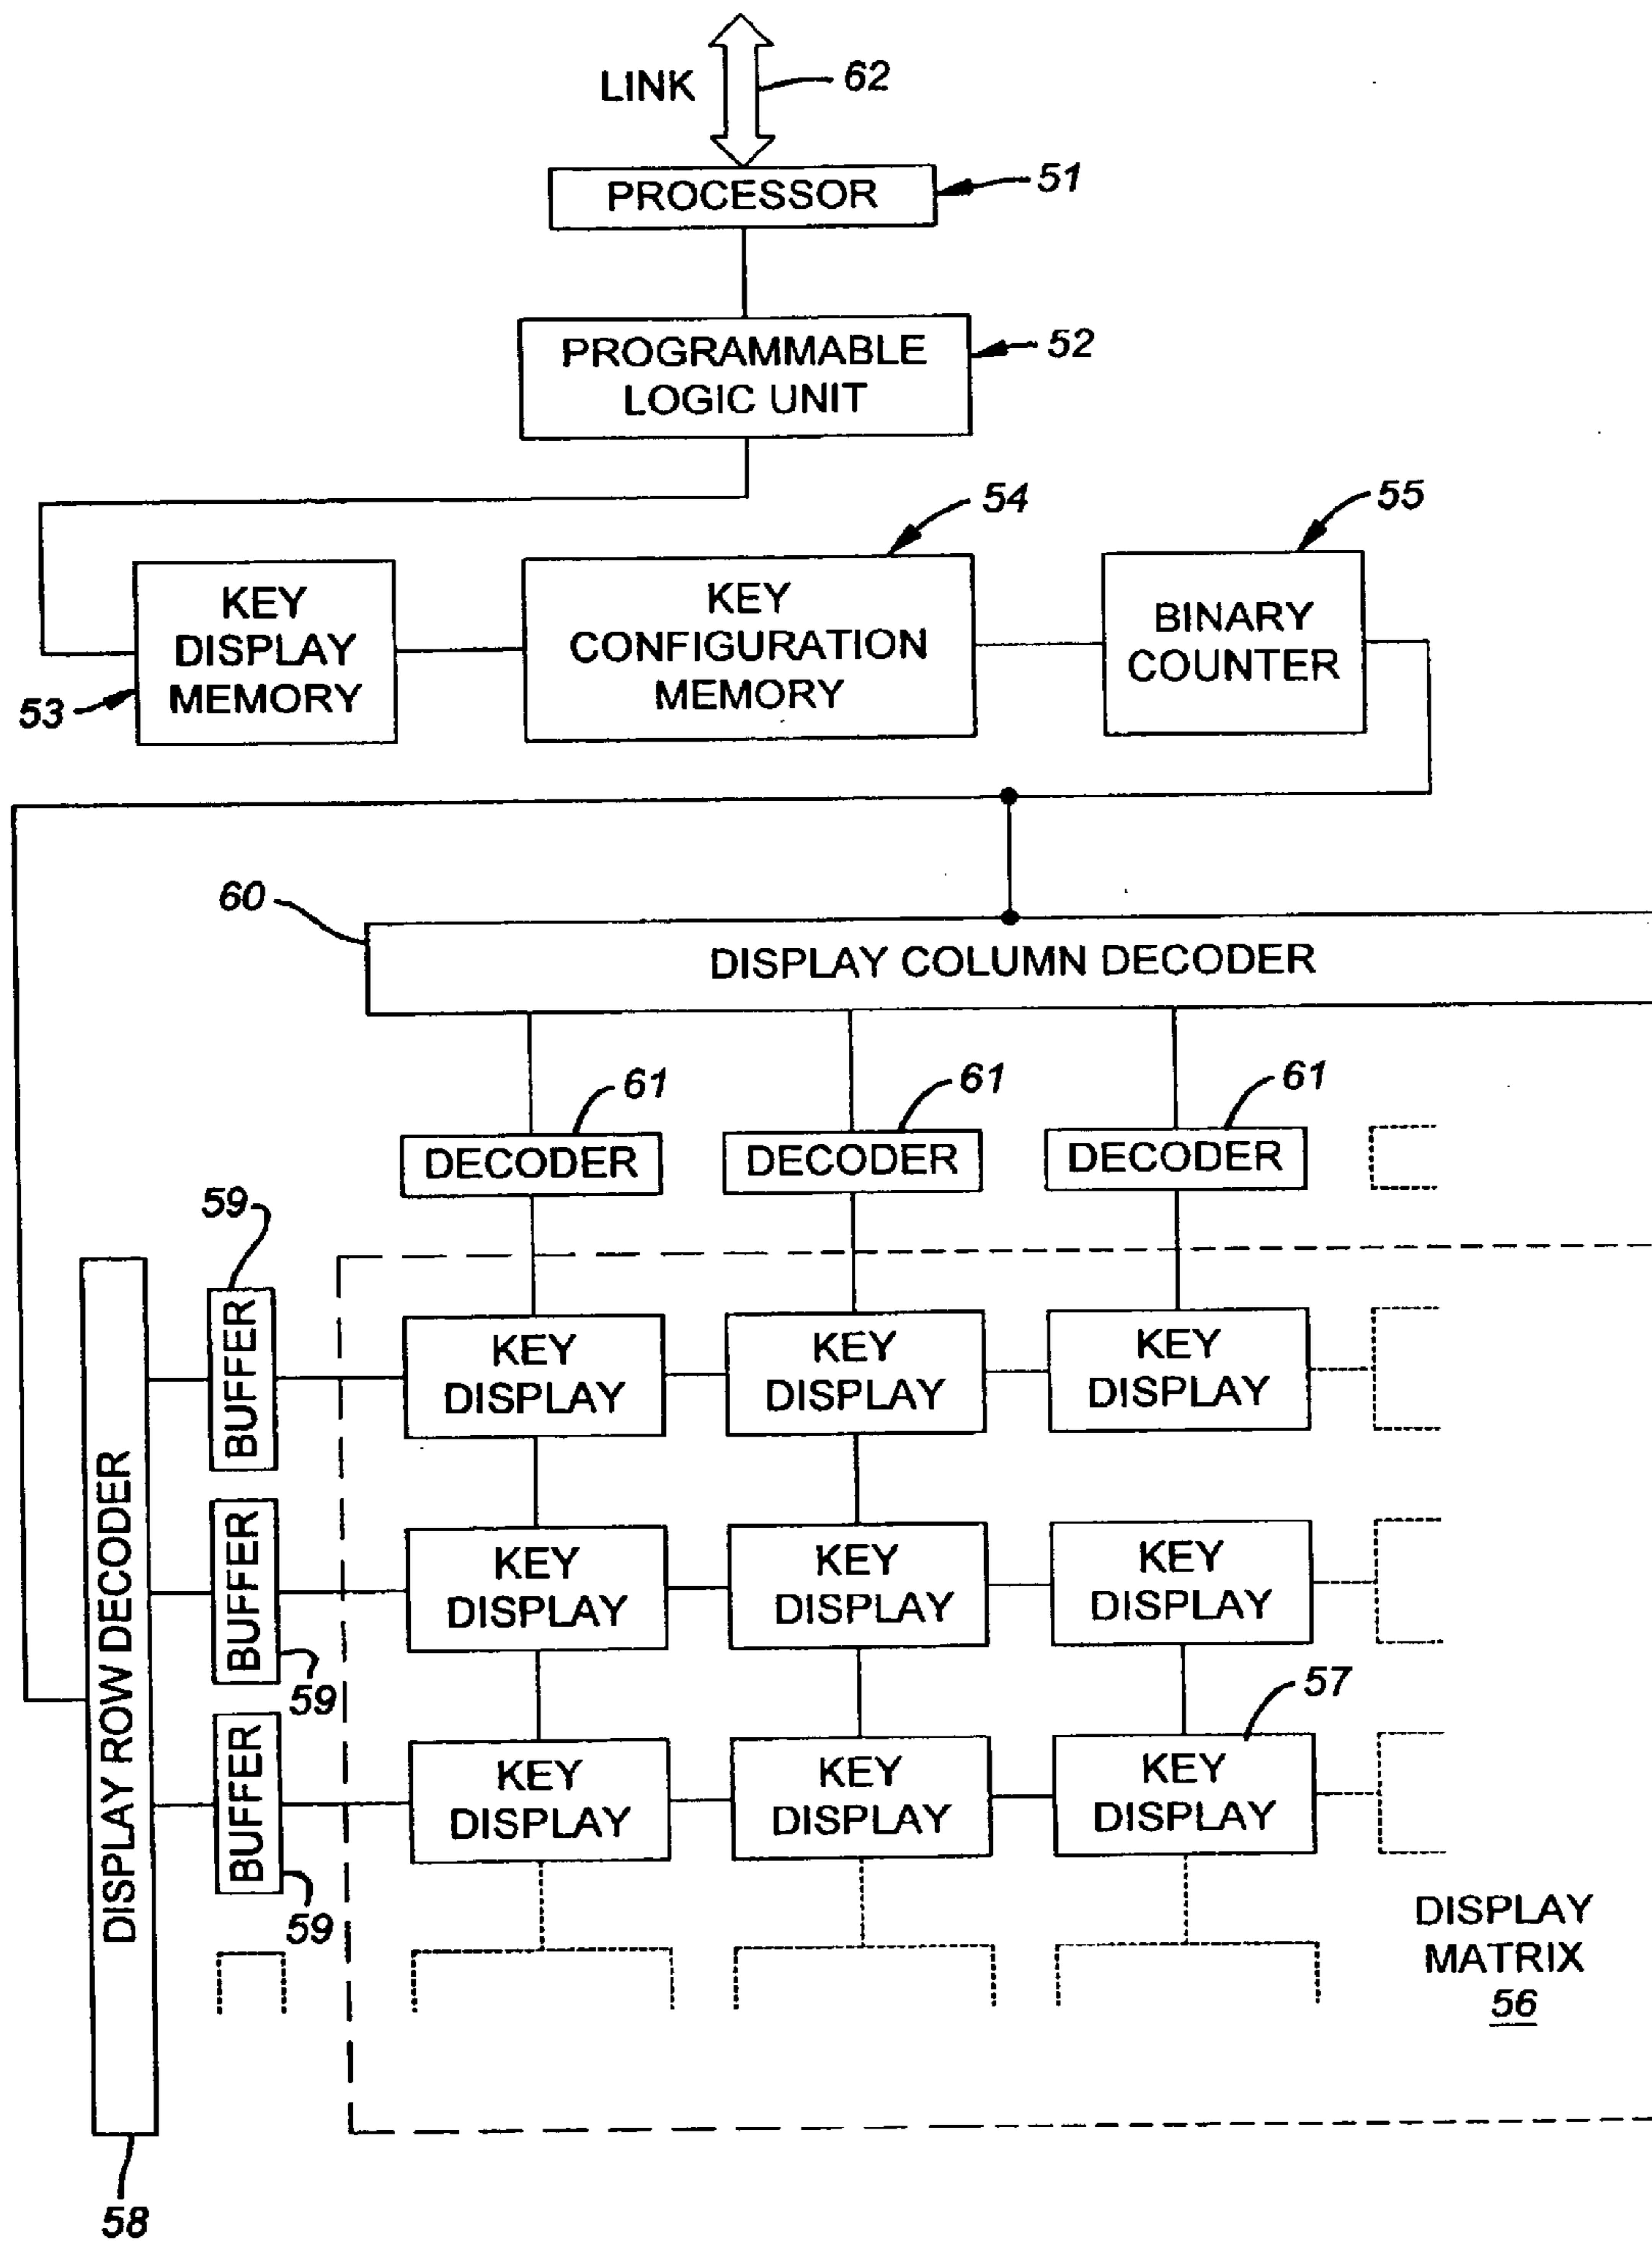 LINK
62
PROCESSOR
51
PROGRAMMABLE
LOGIC UNIT
52
54
55
KEY
DISPLAY
MEMORY
53
KEY
CONFIGURATION
MEMORY
BINARY
COUNTER
60
DISPLAY COLUMN DECODER
61
61
61
DECODER
DECODER
DECODER
59
BUFFER
KEY
DISPLAY
KEY
DISPLAY
KEY
DISPLAY
DISPLAY ROW DECODER
BUFFER
59
KEY
DISPLAY
KEY
DISPLAY
KEY
DISPLAY
57
BUFFER
59
KEY
DISPLAY
KEY
DISPLAY
KEY
DISPLAY
DISPLAY
MATRIX
56
58